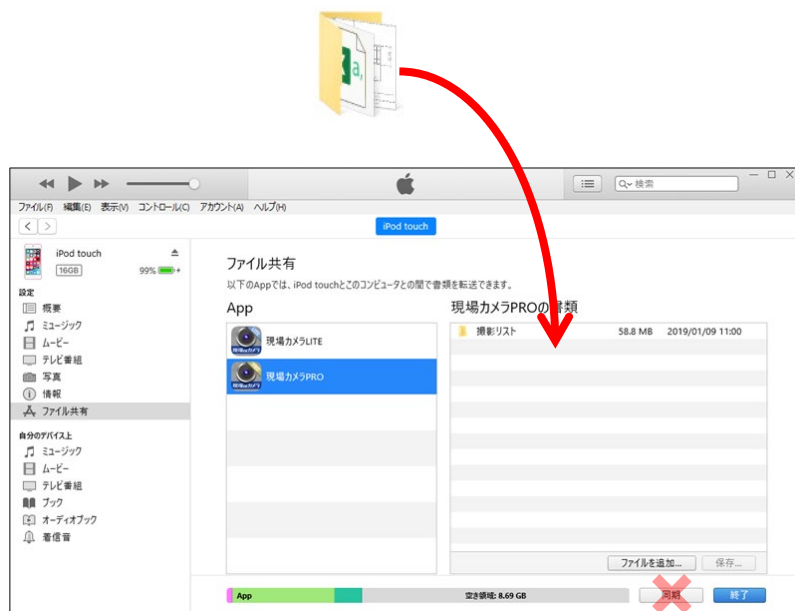 a,
検索
ファイル(F) 編集(E) 表示(V) コントロール(C) アカウント(A) ヘルプ(H)
iPod touch
iPod touch
16GB 99%
ファイル共有
以下のAppでは、iPod touchとこのコンピュータとの間で書類を転送できます。
設定
概要
ミュージック
ムービー
テレビ番組
写真
情報
ファイル共有
自分のデバイス上
ミュージック
ムービー
テレビ番組
ブック
オーディオブック
着信音
App
現場カメラLITE
現場カメラPRO
現場カメラPROの書類
撮影リスト 58.8 MB 2019/01/09 11:00
ファイルを追加... 保存...
App 空き領域: 8.69 GB 同期 終了